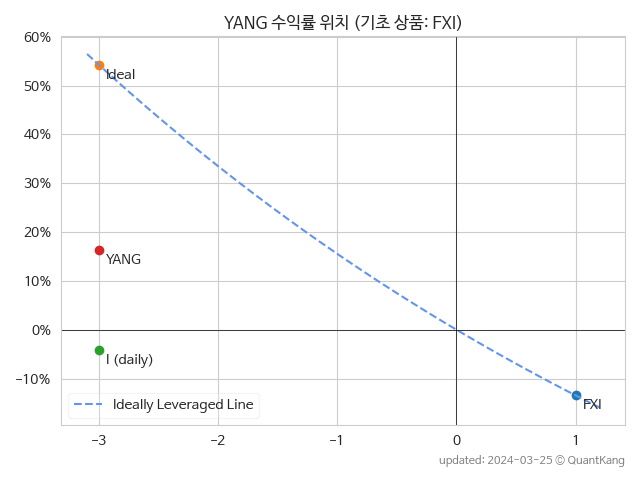 YANG 수익률 위치 (기초 상품: FXI)
60%
50%
40%
30%
20%
10%
0%
−10%
Ideal
YANG
I (daily)
FXI
Ideally Leveraged Line
−3
−2
−1
0
1
updated: 2024-03-25 © QuantKang